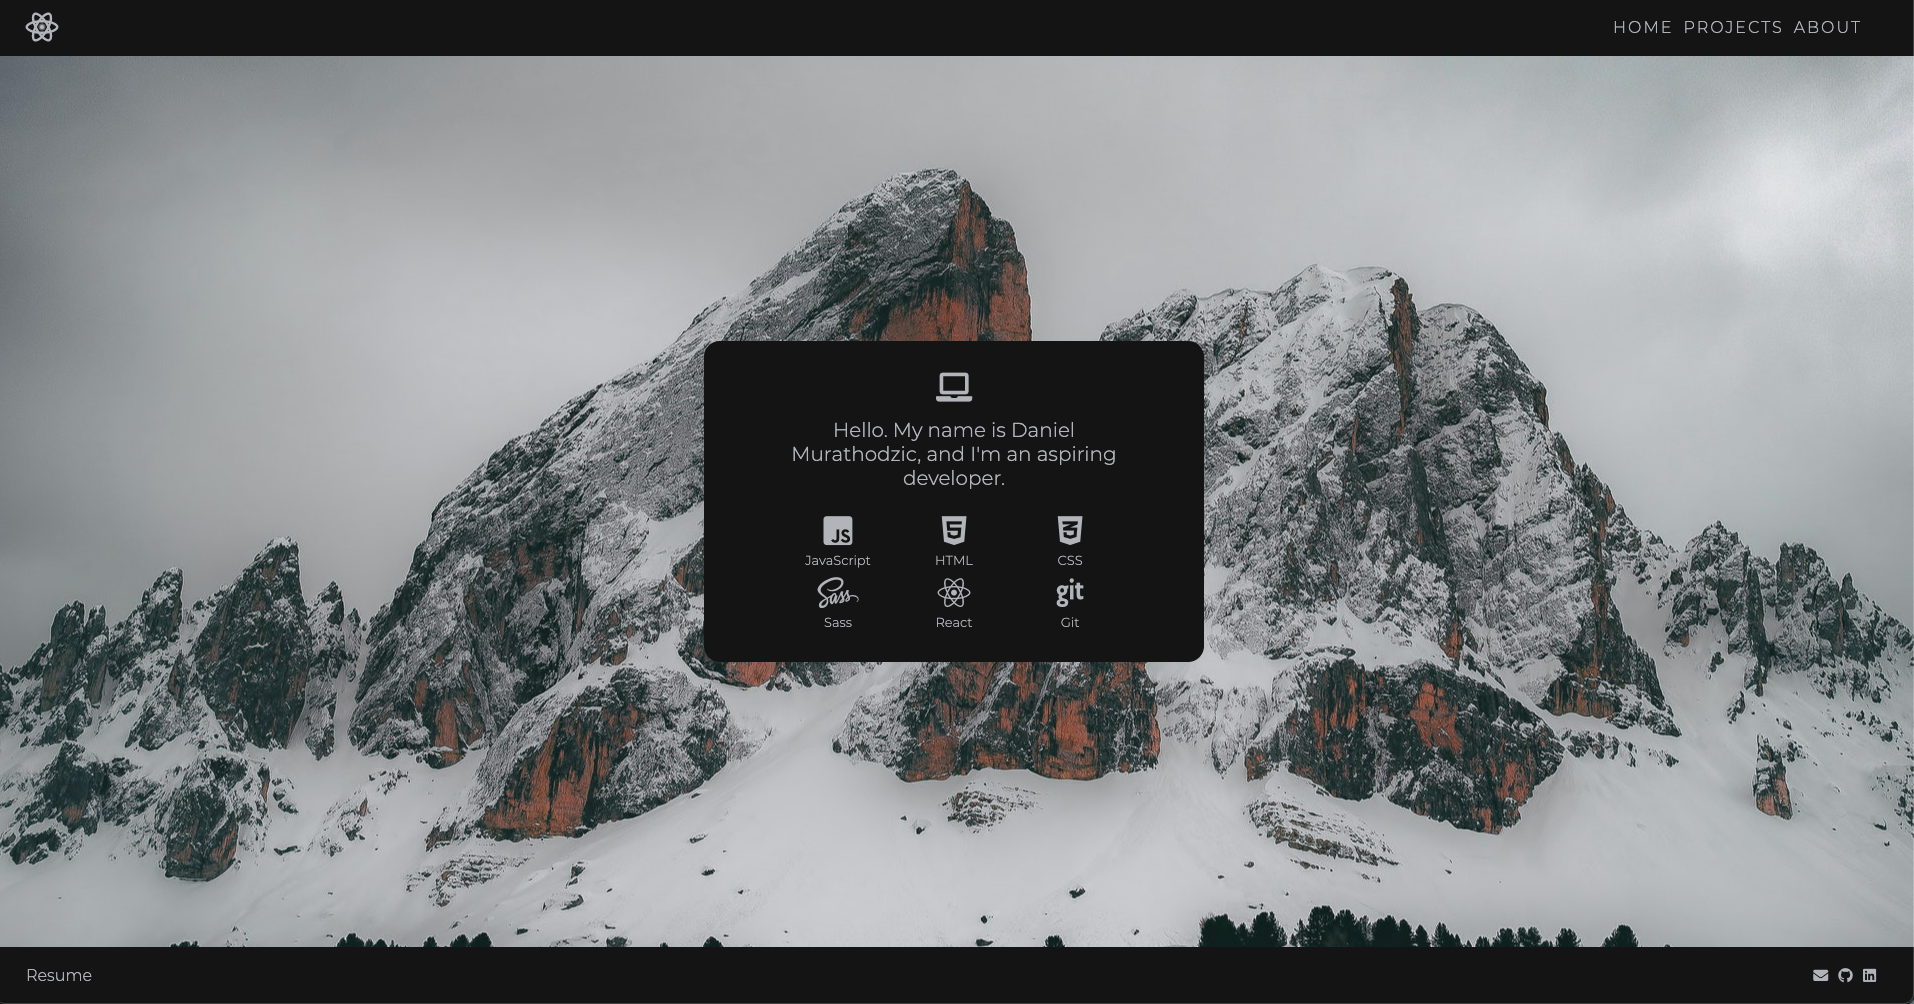 HOME PROJECTS ABOUT
Hello. My name is Daniel
Murathodzic, and I'm an aspiring
developer.
JS 5 3
JavaScript HTML CSS
Sass git
Sass React Git
Resume in